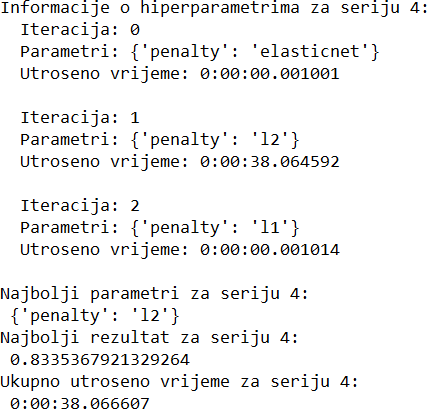 Informacije o hiperparametrima za seriju 4:
Iteracija: 0
Parametri: {'penalty': 'elasticnet'}
Utroseno vrijeme: 0:00:00.001001
Iteracija: 1
Parametri: {'penalty': 'l2'}
Utroseno vrijeme: 0:00:38.064592
Iteracija: 2
Parametri: {'penalty': 'l1'}
Utroseno vrijeme: 0:00:00.001014
Najbolji parametri za seriju 4:
{'penalty': 'l2'}
Najbolji rezultat za seriju 4:
0.8335367921329264
Ukupno utroseno vrijeme za seriju 4:
0:00:38.066607